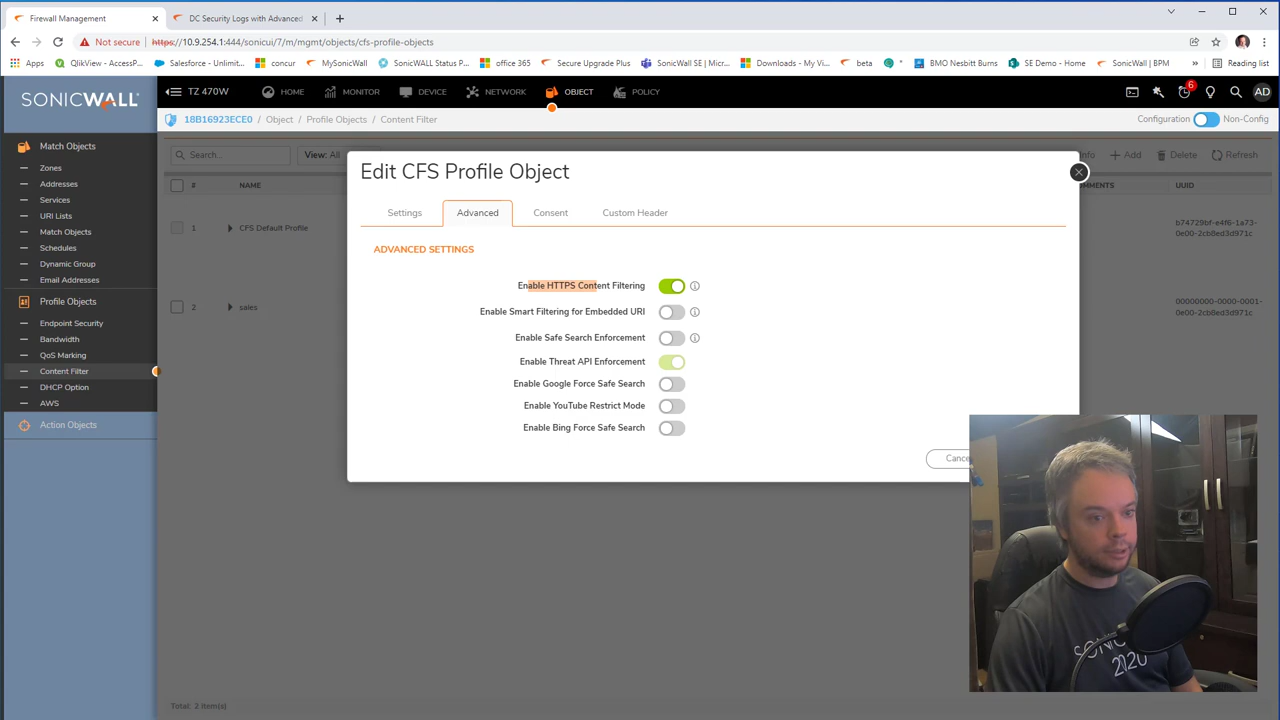 Firewall Management
DC Security Logs with Advanced
Not secure
https://10.9.254.1:444/sonicui/7/m/mgmt/objects/cfs-profile-objects
Apps
QlikView - AccessP...
Salesforce - Unlimit...
concur
MySonicWall
SonicWALL Status P...
office 365
Secure Upgrade Plus
SonicWall SE | Micr...
Downloads - My Vi...
beta
BMO Nesbitt Burns
SE Demo - Home
SonicWall | BPM
Reading list
SONICWALL
TZ 470W
HOME
MONITOR
DEVICE
NETWORK
OBJECT
POLICY
6
AD
18B16923ECE0 / Object / Profile Objects / Content Filter
Configuration
Non-Config
Match Objects
Zones
Addresses
Services
URI Lists
Match Objects
Schedules
Dynamic Group
Email Addresses
Profile Objects
Endpoint Security
Bandwidth
QoS Marking
Content Filter
DHCP Option
AWS
Action Objects
Search...
View: All
Info
Add
Delete
Refresh
#
NAME
COMMENTS
UUID
1
CFS Default Profile
b74729bf-e4f6-1a73-
0e00-2cb8ed3d971c
2
sales
00000000-0000-0001-
0e00-2cb8ed3d971c
Total: 2 item(s)
Edit CFS Profile Object
Settings
Advanced
Consent
Custom Header
ADVANCED SETTINGS
Enable HTTPS Content Filtering
Enable Smart Filtering for Embedded URI
Enable Safe Search Enforcement
Enable Threat API Enforcement
Enable Google Force Safe Search
Enable YouTube Restrict Mode
Enable Bing Force Safe Search
Cance
2020